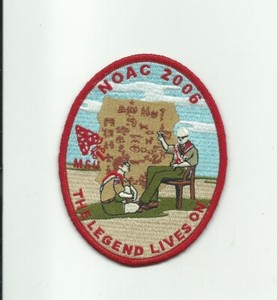 NOAC 2006
THE LEGEND LIVES ON